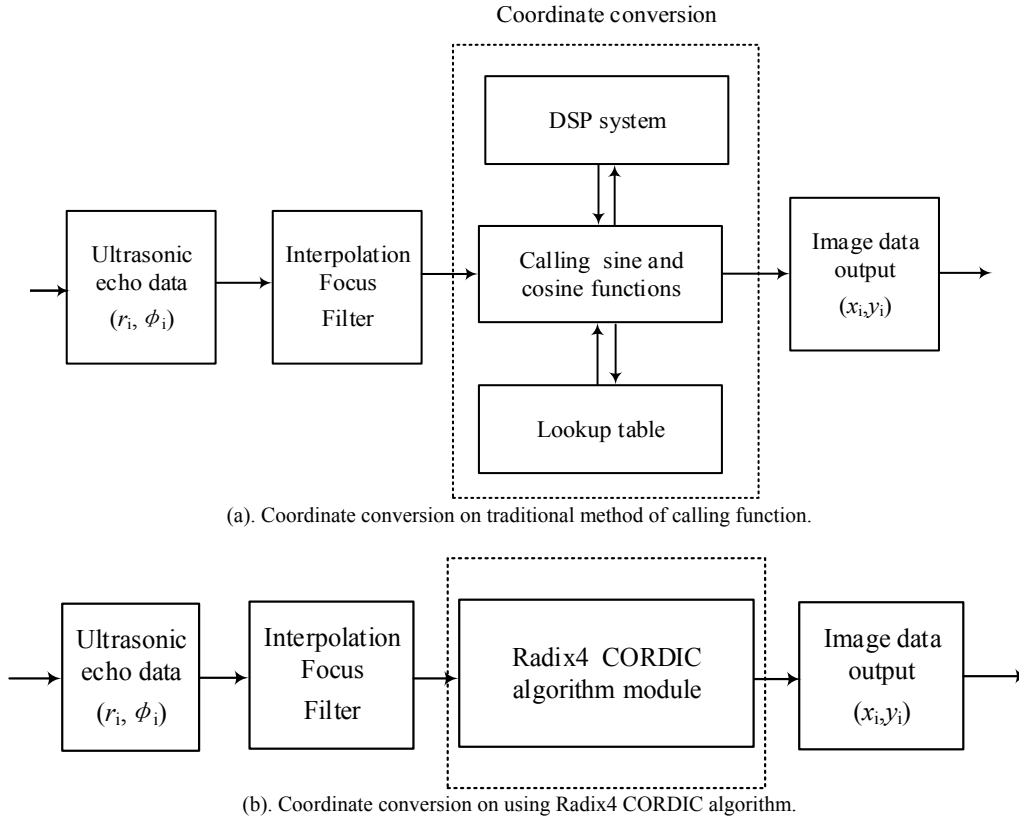 Coordinate conversion
DSP system
Ultrasonic
echo data
(rᵢ, ϕᵢ)
Interpolation
Focus
Filter
Calling sine and
cosine functions
Image data
output
(xᵢ,yᵢ)
Lookup table
(a). Coordinate conversion on traditional method of calling function.
Ultrasonic
echo data
(rᵢ, ϕᵢ)
Interpolation
Focus
Filter
Radix4 CORDIC
algorithm module
Image data
output
(xᵢ,yᵢ)
(b). Coordinate conversion on using Radix4 CORDIC algorithm.